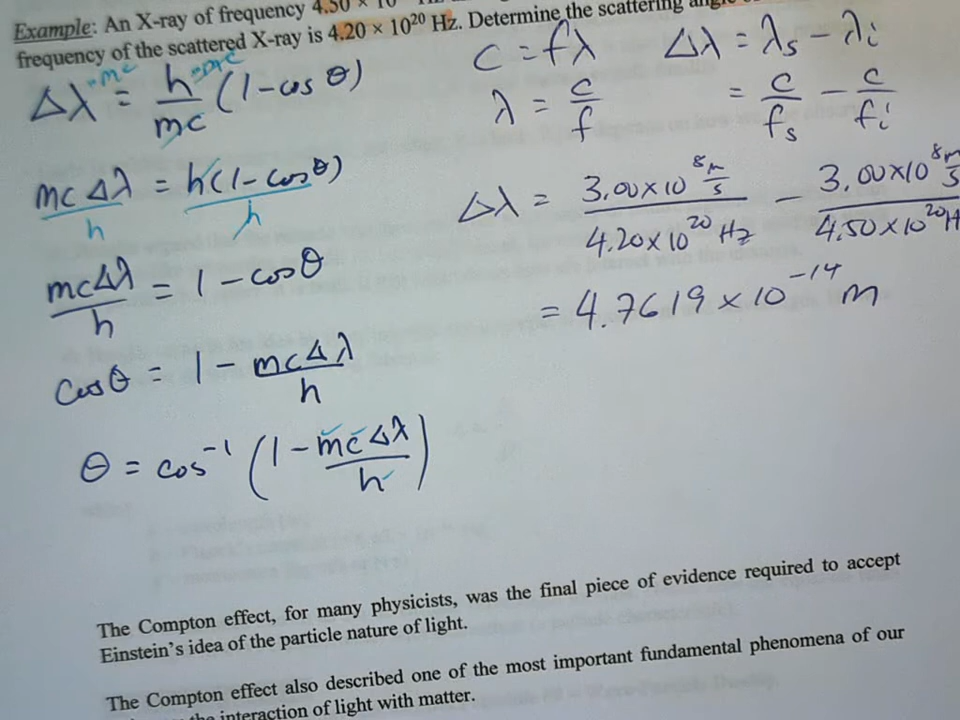 Example: An X-ray of frequency 4.50 × 10
frequency of the scattered X-ray is 4.20 × 10²⁰ Hz. Determine the scattering angle
c = fλ
Δλ = λs − λi
Δλ = h/mc (1 − cos θ)
λ = c/f
= c/fs − c/fi
mcΔλ/h = h(1 − cosθ)/h
Δλ = 3.00×10⁸ m/s / 4.20×10²⁰ Hz − 3.00×10⁸ m/s / 4.50×10²⁰ H
mcΔλ/h = 1 − cosθ
= 4.7619 × 10⁻¹⁴ m
cosθ = 1 − mcΔλ/h
θ = cos⁻¹ (1 − mcΔλ/h)
The Compton effect, for many physicists, was the final piece of evidence required to accept
Einstein's idea of the particle nature of light.
The Compton effect also described one of the most important fundamental phenomena of our
the interaction of light with matter.